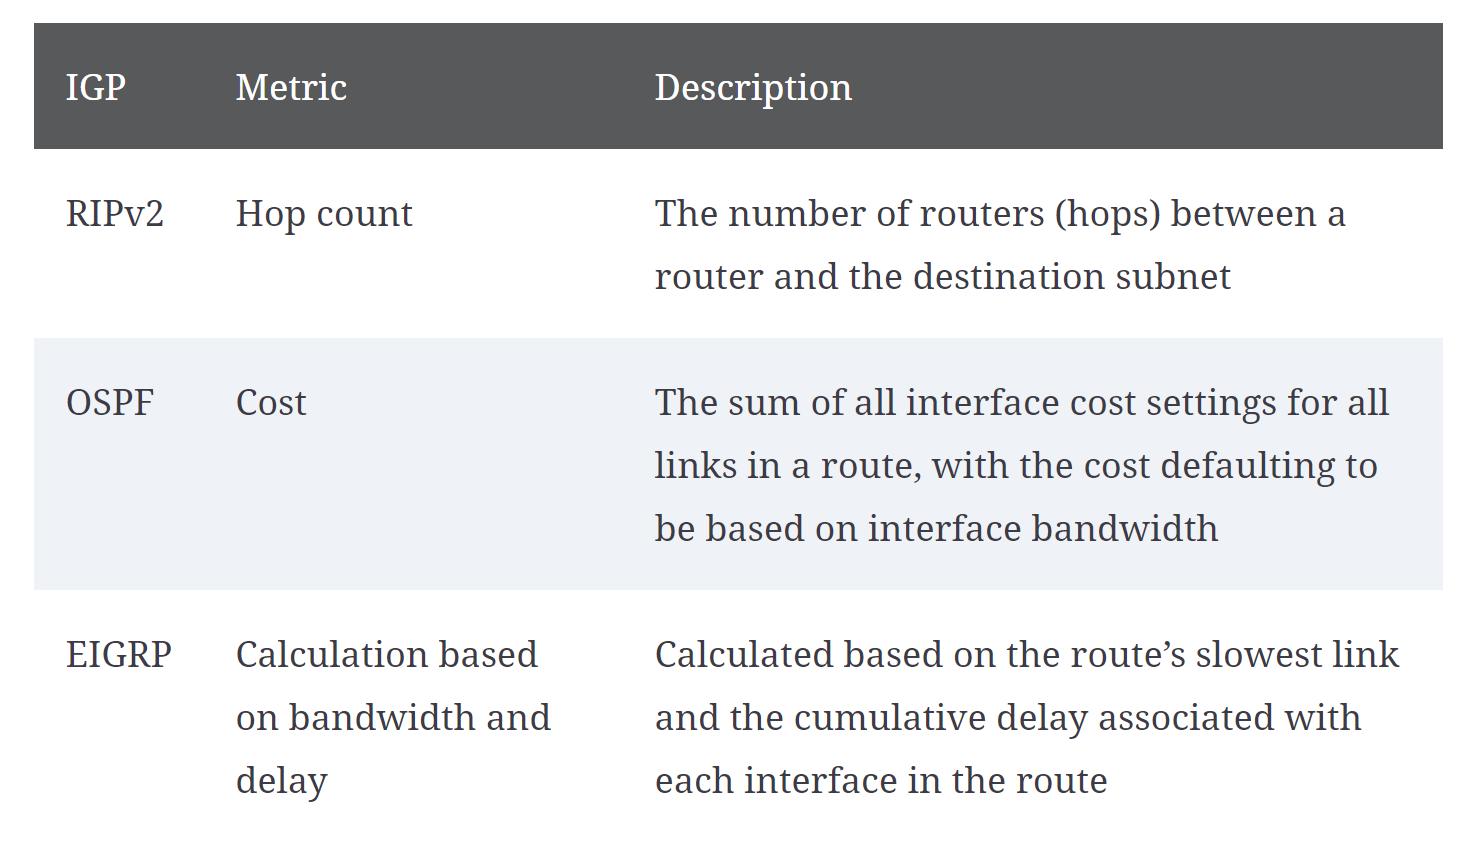 IGP Metric Description
RIPv2 Hop count The number of routers (hops) between a
router and the destination subnet
OSPF Cost The sum of all interface cost settings for all
links in a route, with the cost defaulting to
be based on interface bandwidth
EIGRP Calculation based Calculated based on the route’s slowest link
on bandwidth and and the cumulative delay associated with
delay each interface in the route